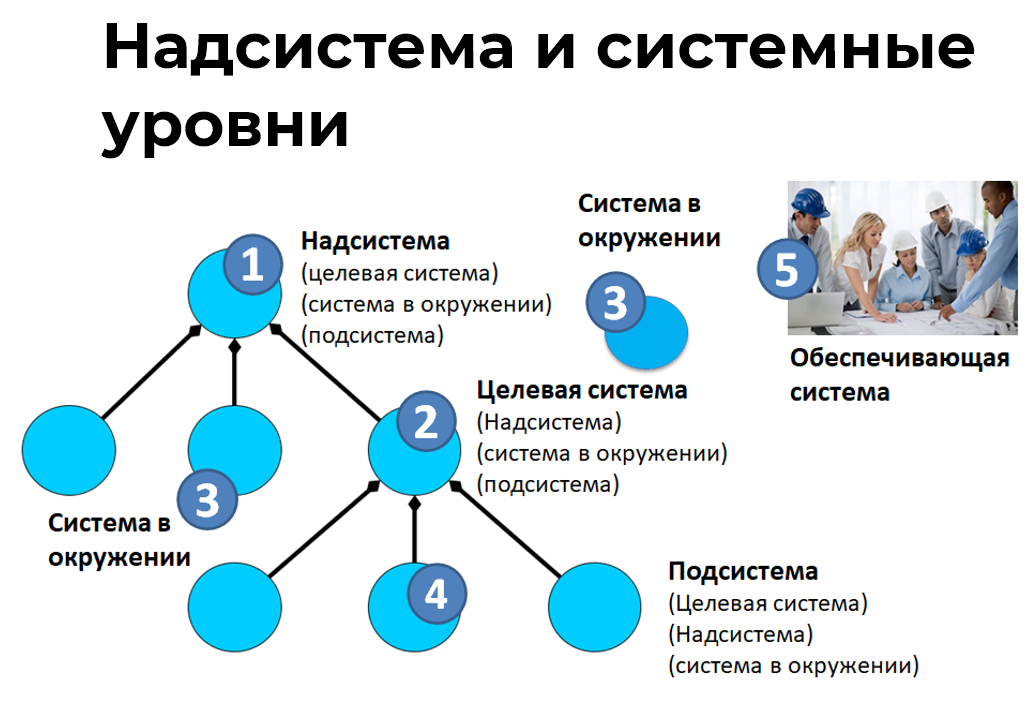 Надсистема и системные
уровни
1
Надсистема
(целевая система)
(система в окружении)
(подсистема)
Система в
окружении
3
5
Обеспечивающая
система
2
Целевая система
(Надсистема)
(система в окружении)
(подсистема)
3
Система в
окружении
4
Подсистема
(Целевая система)
(Надсистема)
(система в окружении)